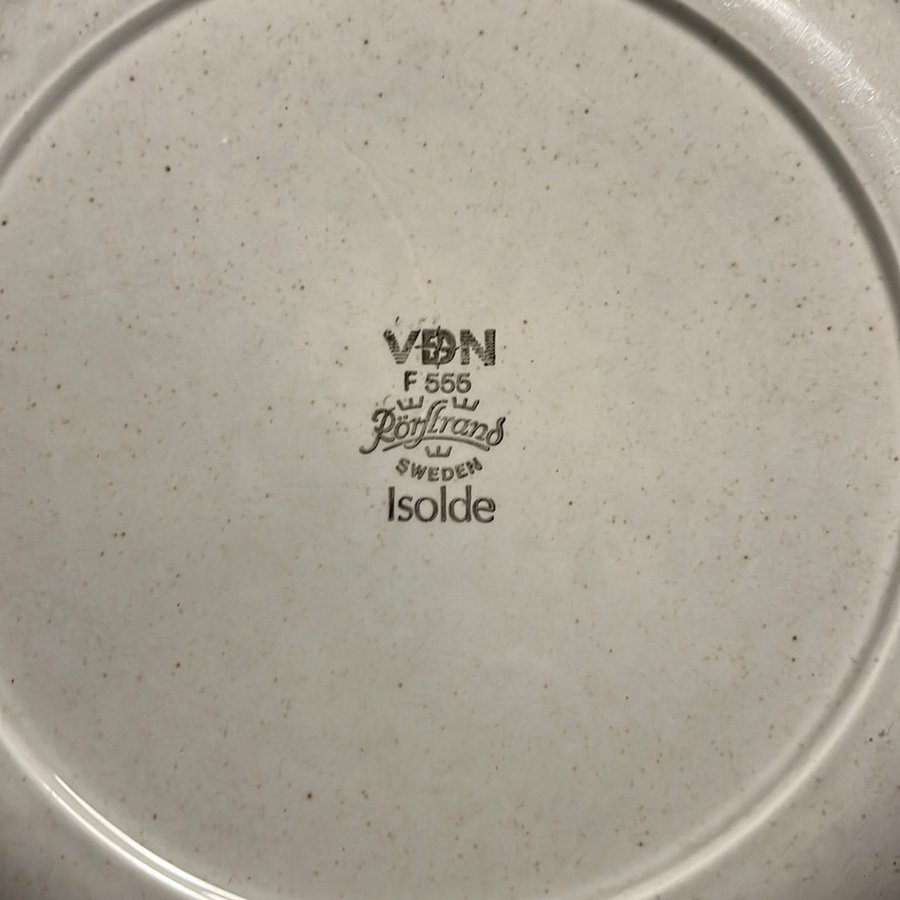 VDN
F 555
Rörstrand
SWEDEN
Isolde